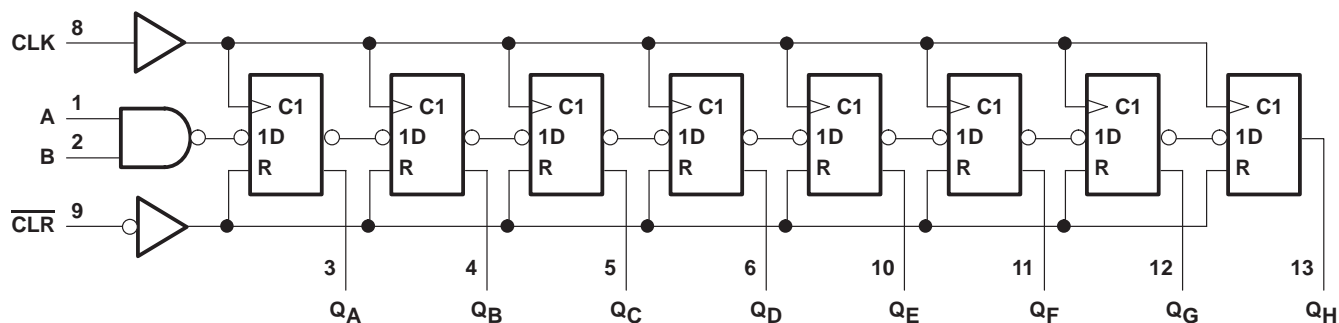 CLK 8
C1 C1 C1 C1 C1 C1 C1 C1
A 1
1D 1D 1D 1D 1D 1D 1D 1D
B 2
R R R R R R R R
CLR 9
3 4 5 6 10 11 12 13
QA QB QC QD QE QF QG QH